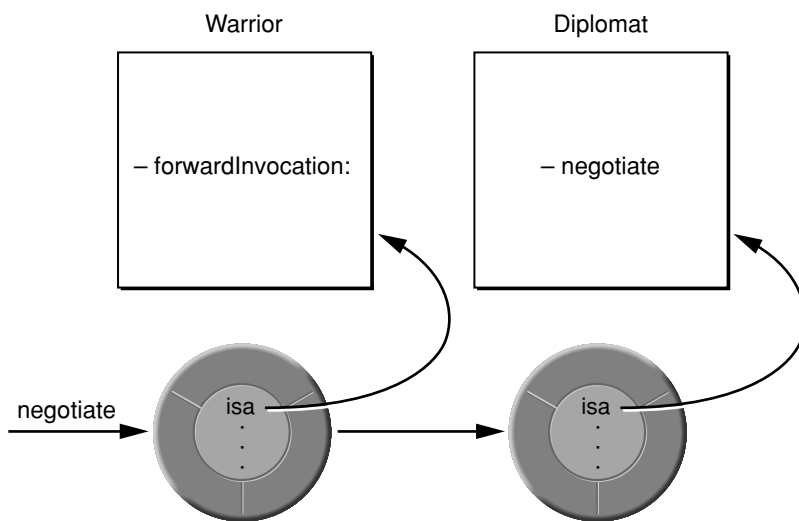 Warrior
Diplomat
– forwardInvocation:
– negotiate
negotiate
isa
.
.
.
isa
.
.
.